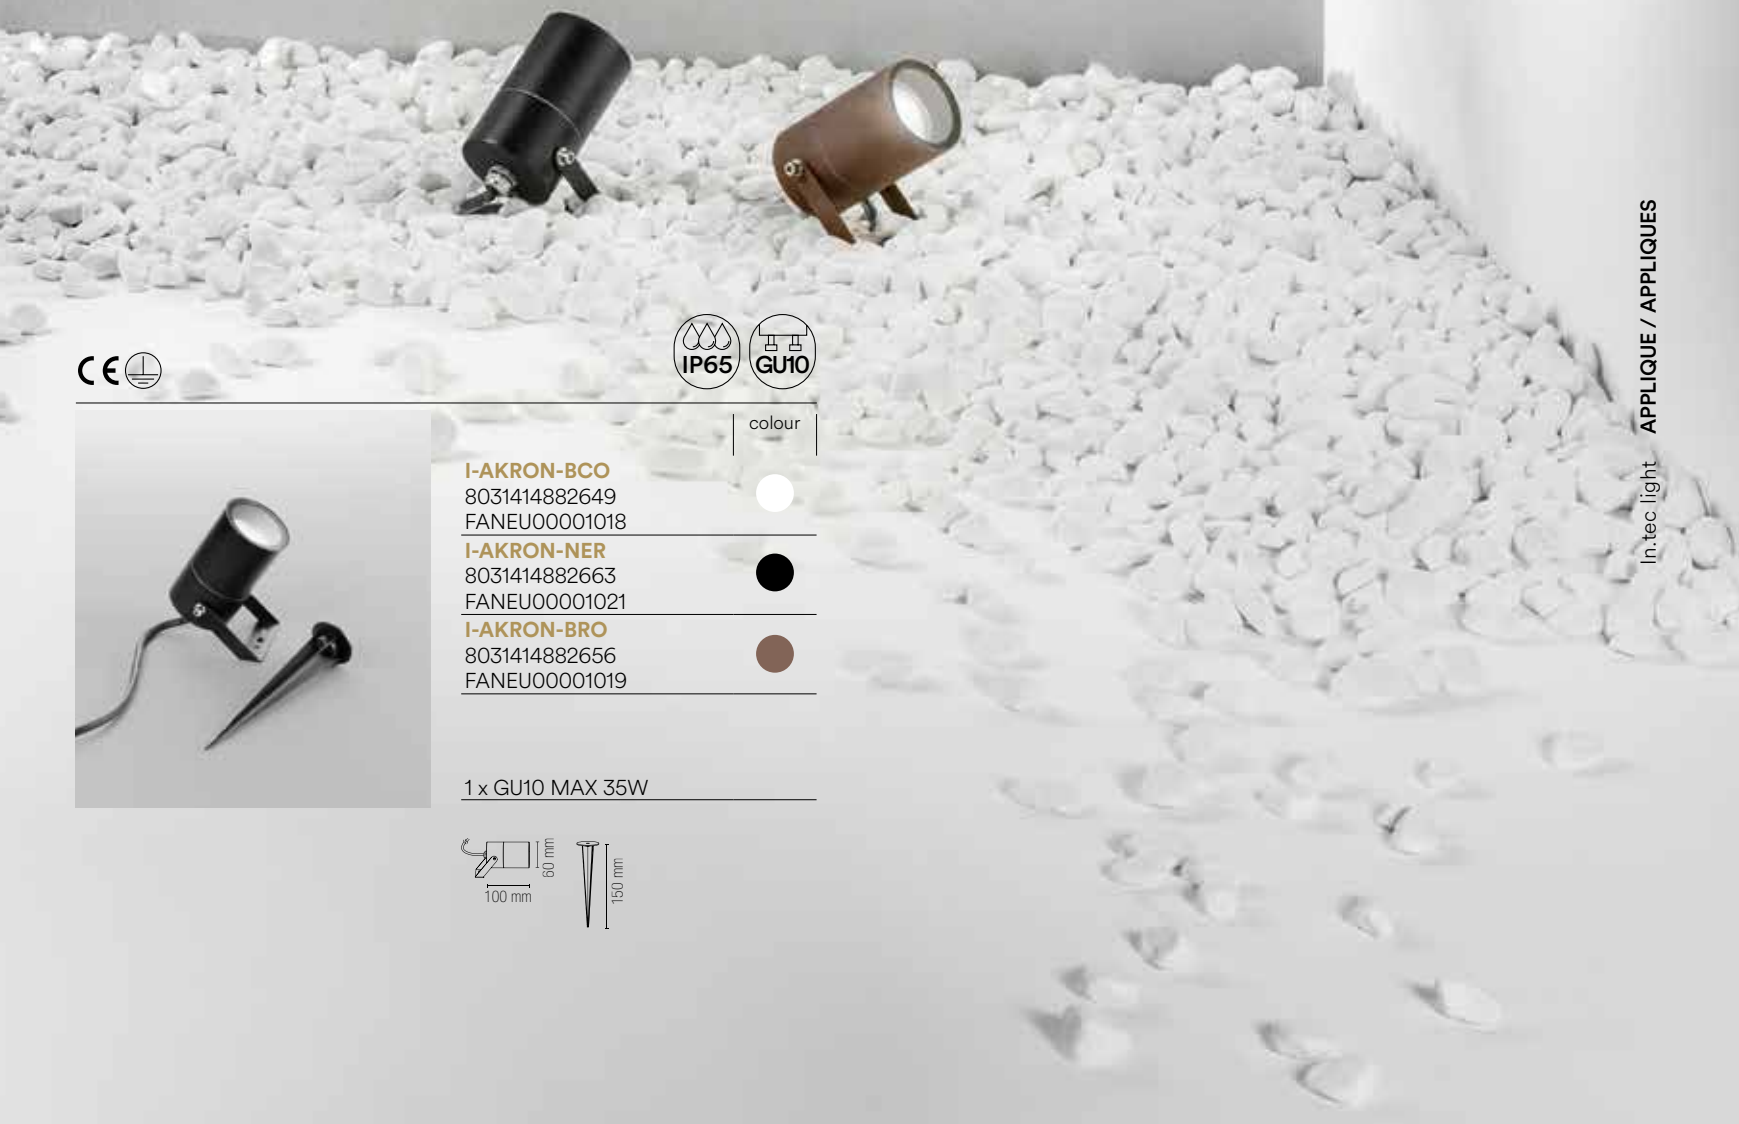 CE
IP65
GU10
colour
I-AKRON-BCO
8031414882649
FANEU00001018
I-AKRON-NER
8031414882663
FANEU00001021
I-AKRON-BRO
8031414882656
FANEU00001019
1 x GU10 MAX 35W
60 mm
100 mm
150 mm
In.tec light APPLIQUE / APPLIQUES